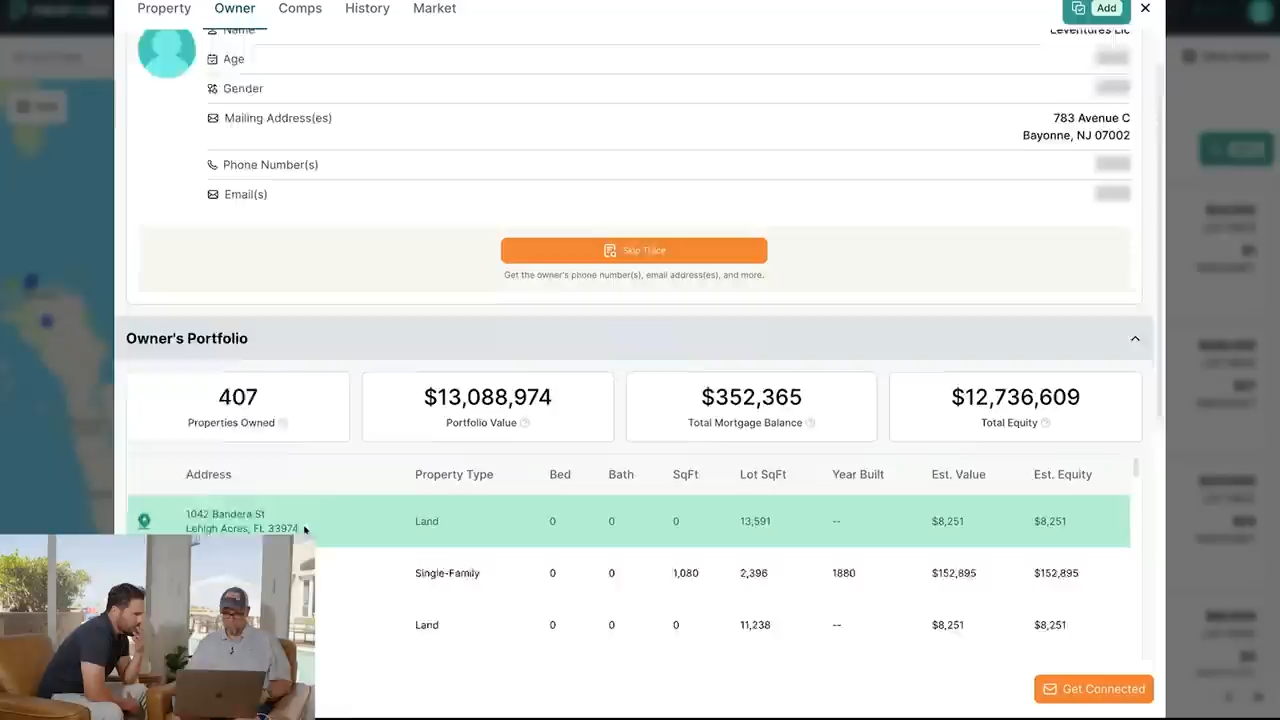 Property Owner Comps History Market
Add
Name Leventures Llc
Age
Gender
Mailing Address(es) 783 Avenue C
Bayonne, NJ 07002
Phone Number(s)
Email(s)
Skip Trace
Get the owner's phone number(s), email address(es), and more.
Owner's Portfolio
407 $13,088,974 $352,365 $12,736,609
Properties Owned Portfolio Value Total Mortgage Balance Total Equity
Address Property Type Bed Bath SqFt Lot SqFt Year Built Est. Value Est. Equity
1042 Bandera St
Lehigh Acres, FL 33974 Land 0 0 0 13,591 -- $8,251 $8,251
Single-Family 0 0 1,080 2,396 1880 $152,895 $152,895
Land 0 0 0 11,238 -- $8,251 $8,251
Get Connected